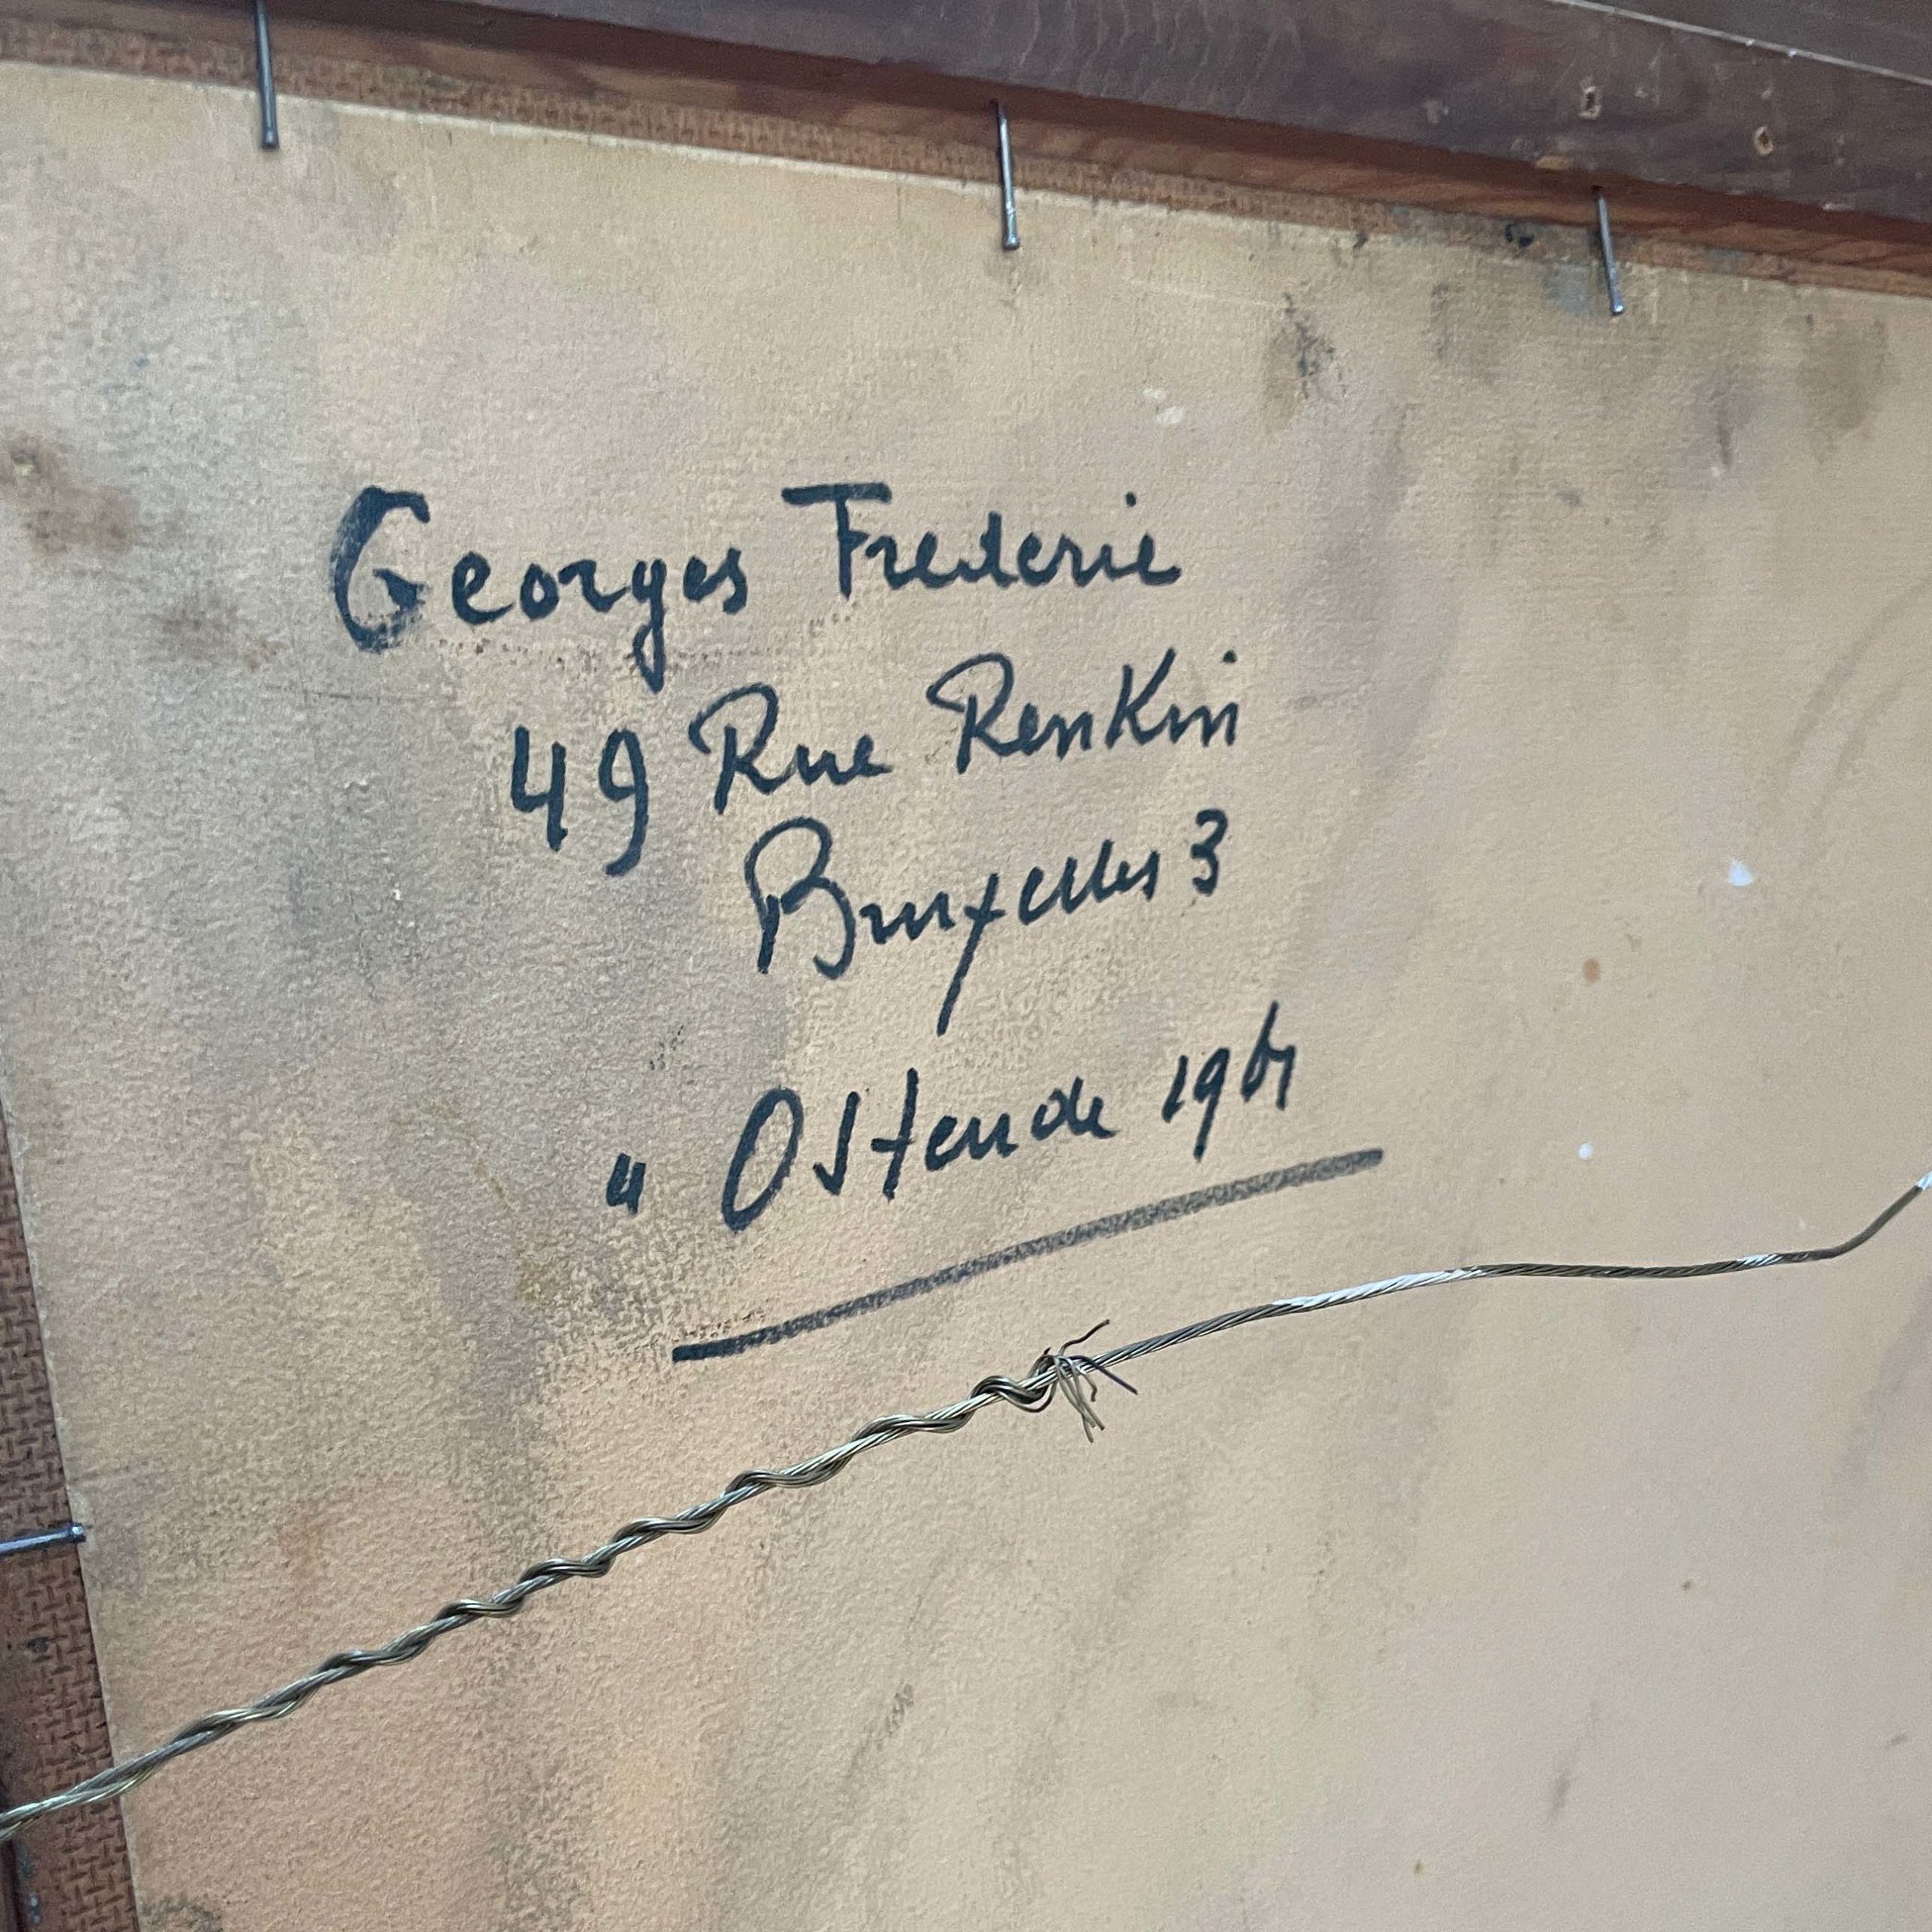 Georges Frederic
49 Rue Renkin
Bruxelles 3
" Ostende 1961